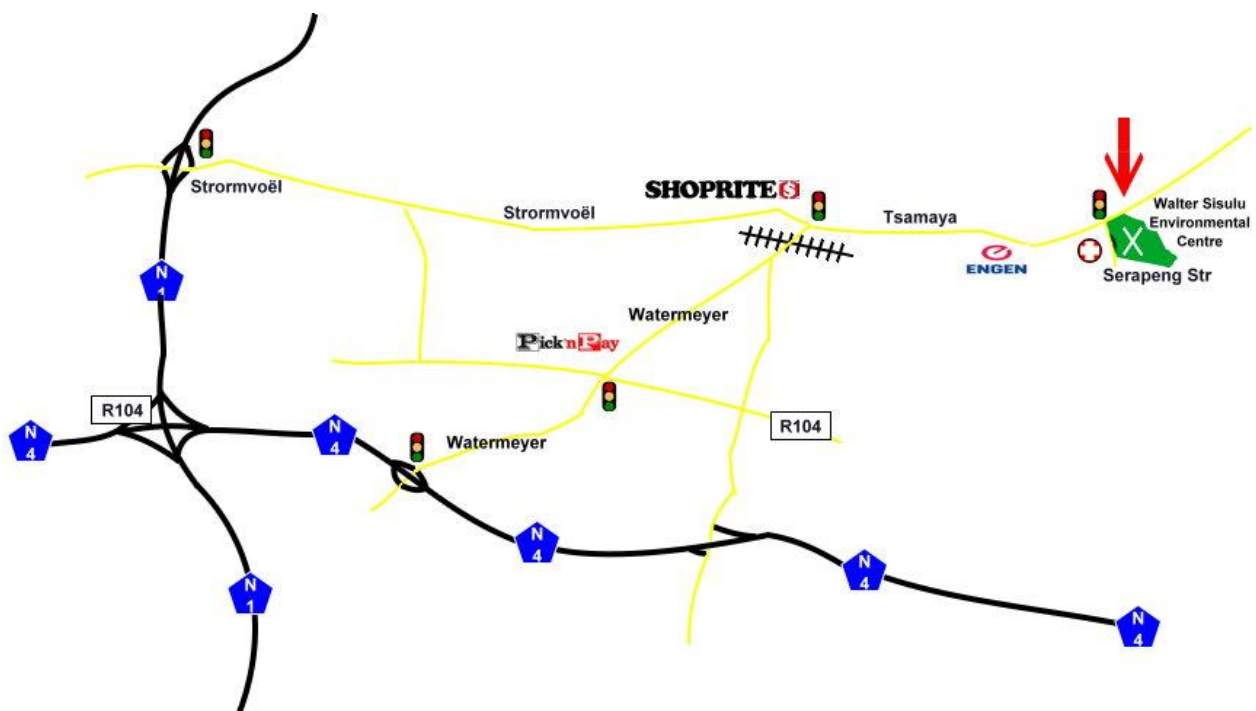 Strormvoël
SHOPRITE $
Strormvoël
Tsamaya
Walter Sisulu
Environmental
Centre
ENGEN
Serapeng Str
N
1
Watermeyer
Pick'n Pay
R104
N
4
N
4
Watermeyer
R104
N
4
N
4
N
1
N
4